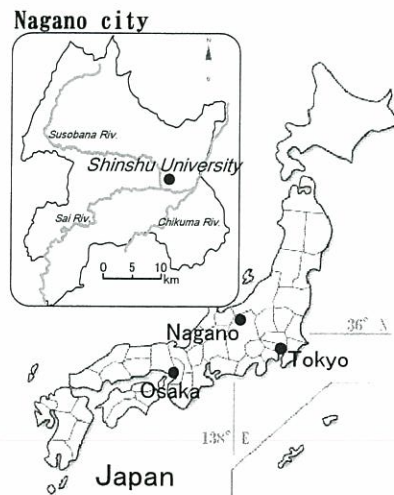 Nagano city
N
Susobana Riv.
Shinshu University
Sai Riv.
Chikuma Riv.
0 5 10
km
Nagano
36° N
Tokyo
Osaka
138° E
Japan